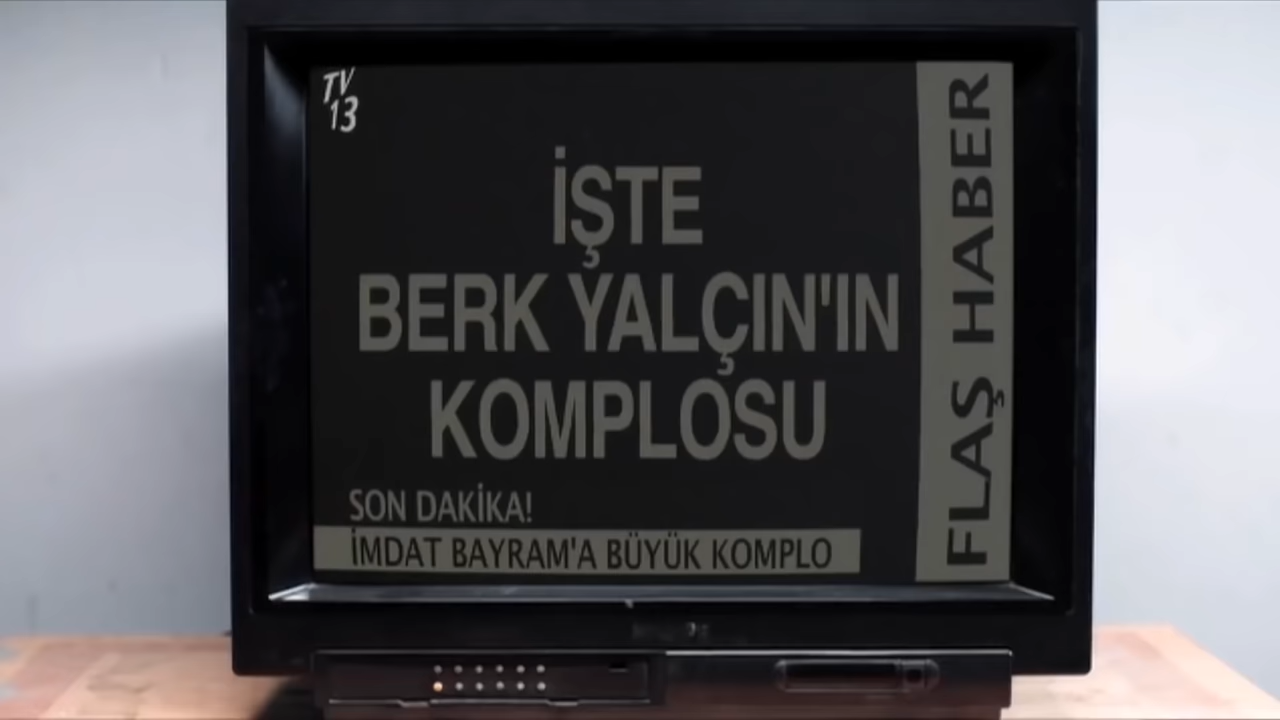 TV
13
İŞTE
BERK YALÇIN'IN
KOMPLOSU
SON DAKİKA!
İMDAT BAYRAM'A BÜYÜK KOMPLO
FLAŞ HABER